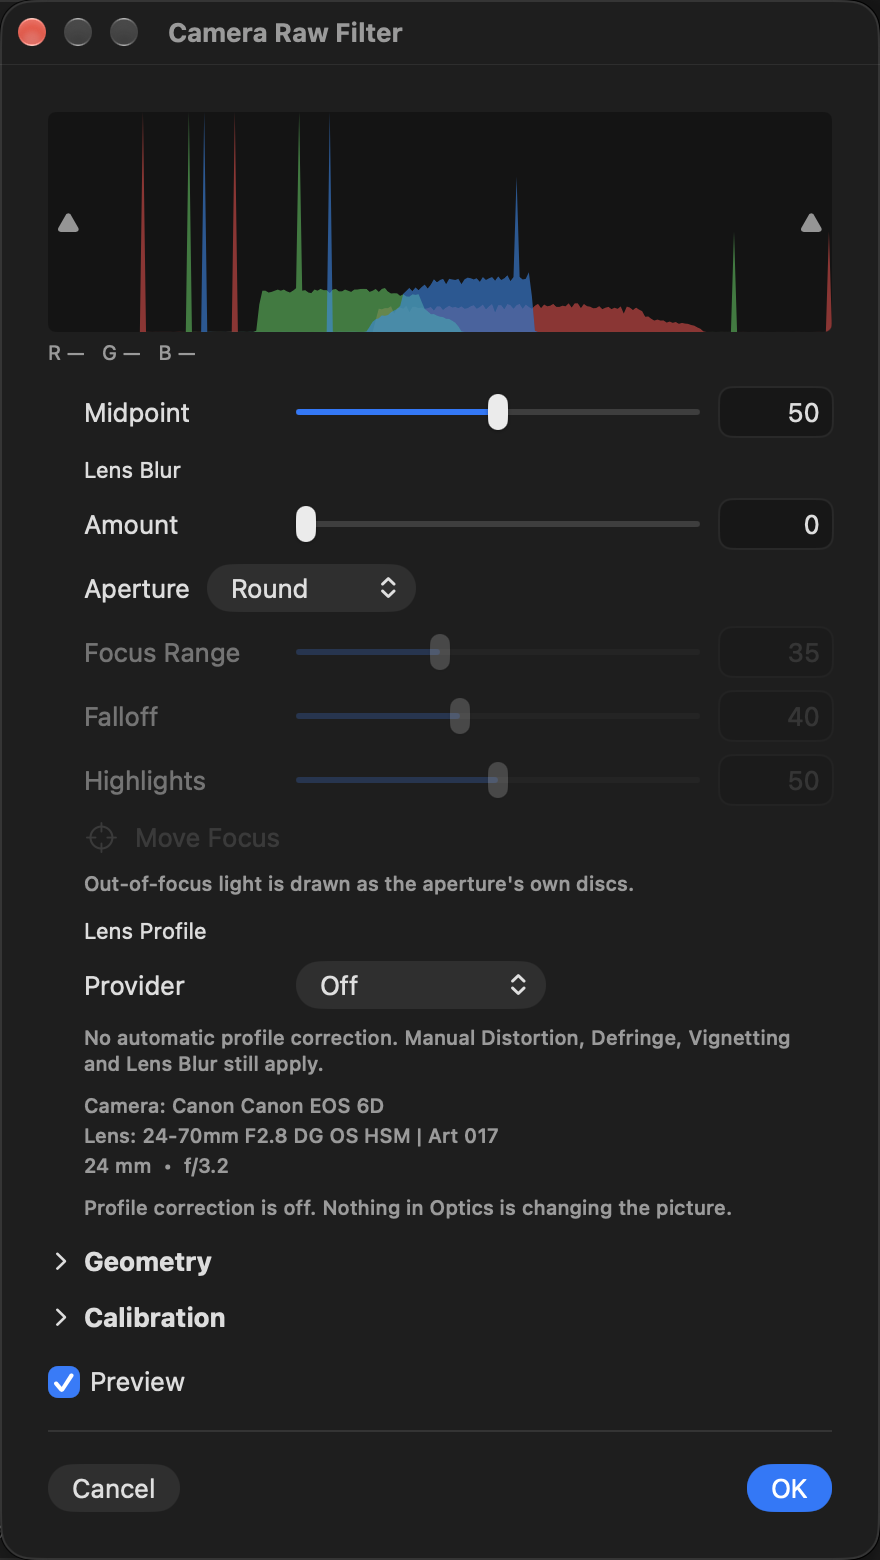 Camera Raw Filter
R — G — B —
Midpoint 50
Lens Blur
Amount 0
Aperture Round
Focus Range 35
Falloff 40
Highlights 50
Move Focus
Out-of-focus light is drawn as the aperture's own discs.
Lens Profile
Provider Off
No automatic profile correction. Manual Distortion, Defringe, Vignetting
and Lens Blur still apply.
Camera: Canon Canon EOS 6D
Lens: 24-70mm F2.8 DG OS HSM | Art 017
24 mm • f/3.2
Profile correction is off. Nothing in Optics is changing the picture.
Geometry
Calibration
Preview
Cancel OK